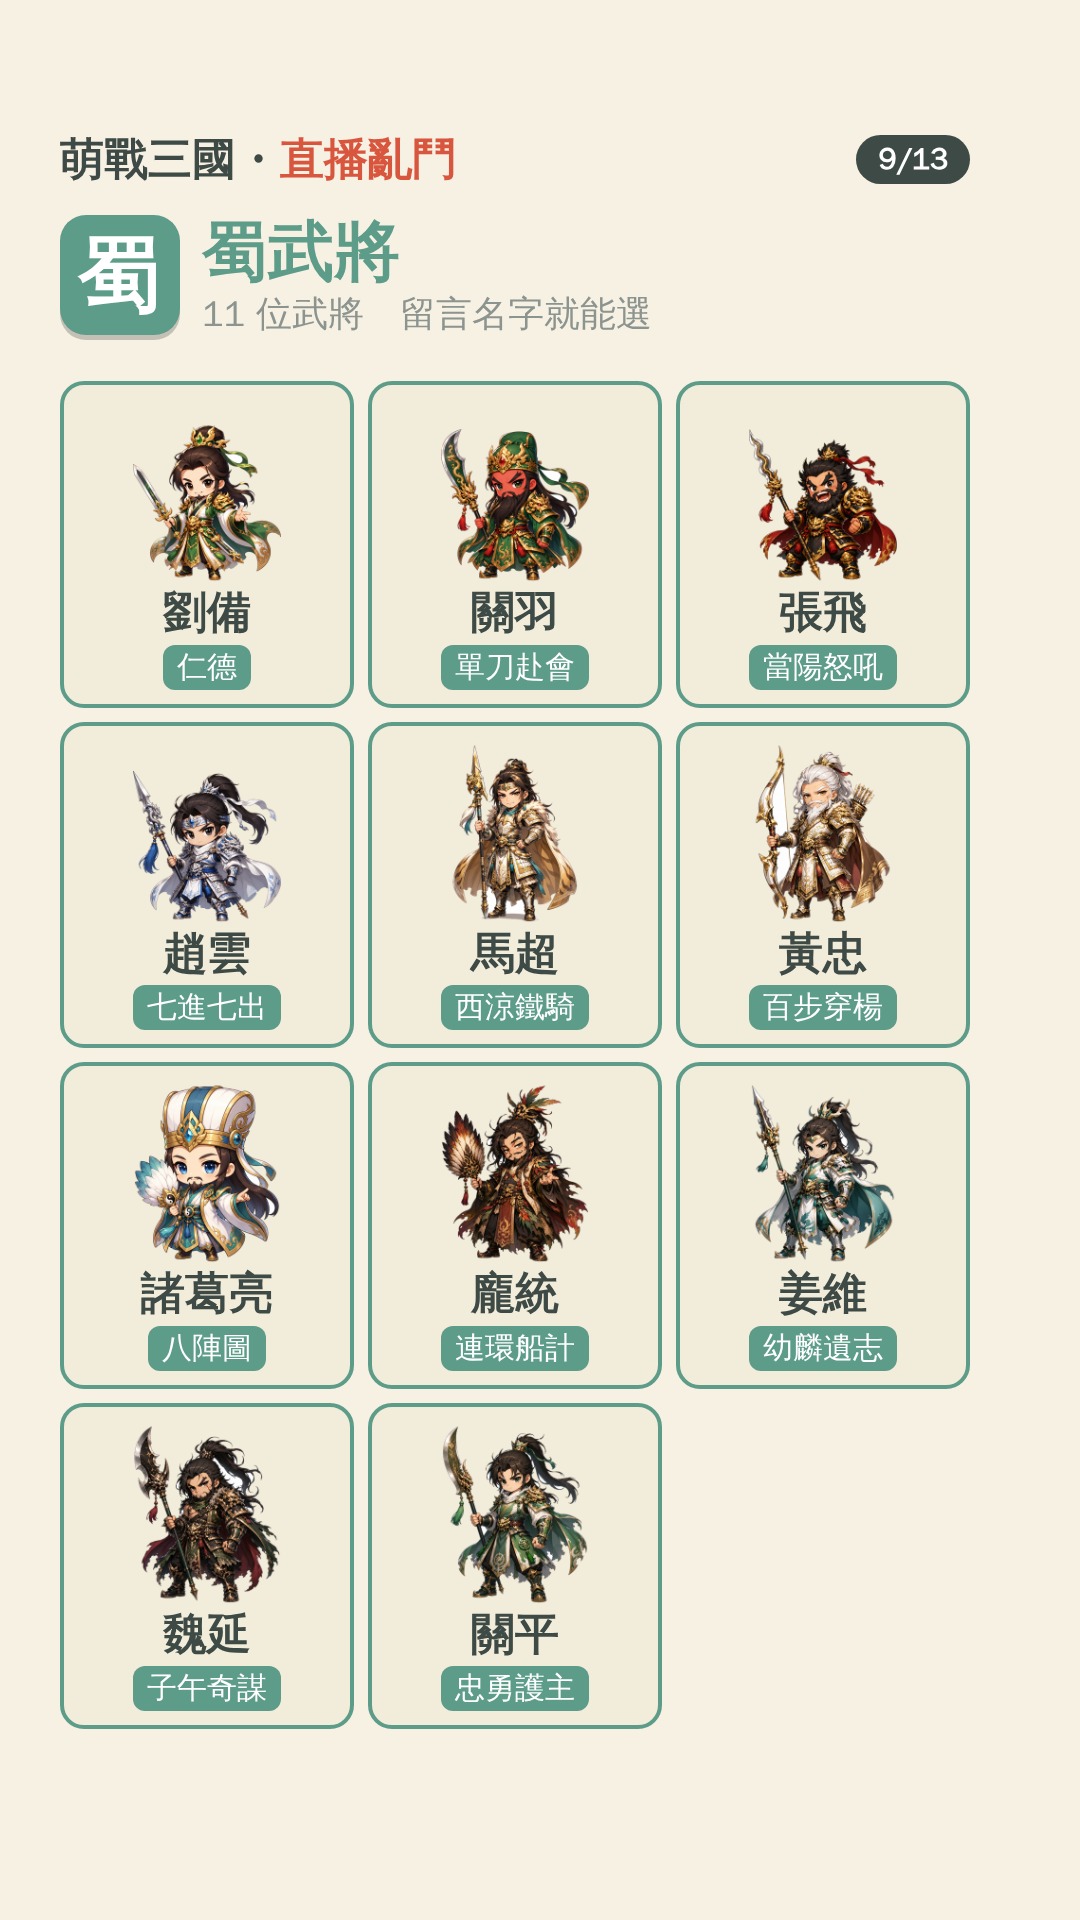 萌戰三國・直播亂鬥
9/13
蜀
蜀武將
11 位武將　留言名字就能選
劉備
仁德
關羽
單刀赴會
張飛
當陽怒吼
趙雲
七進七出
馬超
西涼鐵騎
黃忠
百步穿楊
諸葛亮
八陣圖
龐統
連環船計
姜維
幼麟遺志
魏延
子午奇謀
關平
忠勇護主